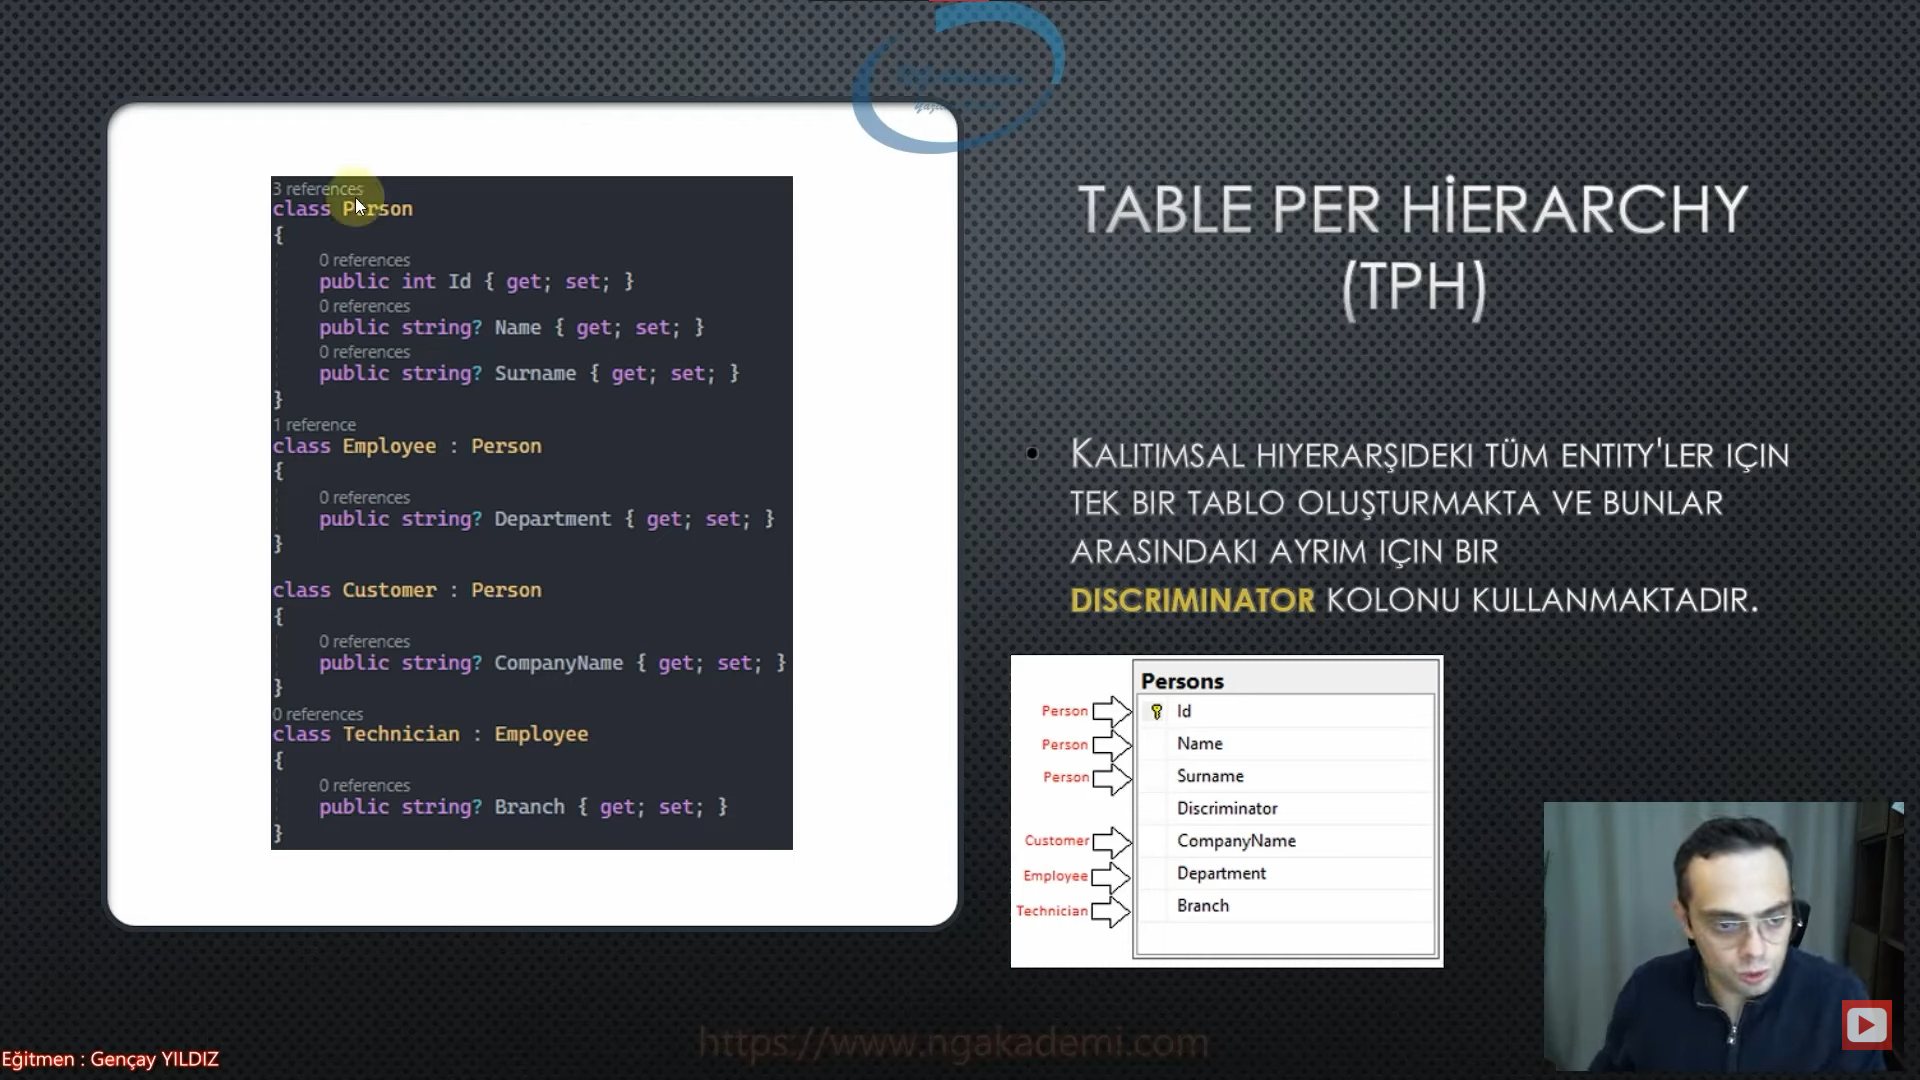 3 references
class Person
{
0 references
public int Id { get; set; }
0 references
public string? Name { get; set; }
0 references
public string? Surname { get; set; }
}
1 reference
class Employee : Person
{
0 references
public string? Department { get; set; }
}
class Customer : Person
{
0 references
public string? CompanyName { get; set; }
}
0 references
class Technician : Employee
{
0 references
public string? Branch { get; set; }
}
TABLE PER HİERARCHY
(TPH)
• KALITIMSAL HIYERARŞIDEKI TÜM ENTITY'LER IÇIN
TEK BIR TABLO OLUŞTURMAKTA VE BUNLAR
ARASINDAKI AYRIM IÇIN BIR
DISCRIMINATOR KOLONU KULLANMAKTADIR.
Persons
Person Id
Person Name
Person Surname
Discriminator
Customer CompanyName
Employee Department
Technician Branch
https://www.ngakademi.com
Eğitmen : Gençay YILDIZ